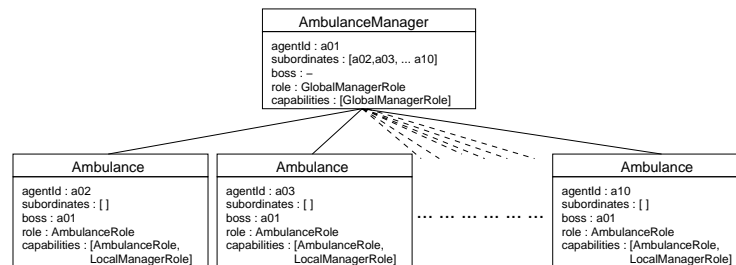 AmbulanceManager
agentId : a01
subordinates : [a02,a03, ... a10]
boss : –
role : GlobalManagerRole
capabilities : [GlobalManagerRole]
Ambulance
agentId : a02
subordinates : [ ]
boss : a01
role : AmbulanceRole
capabilities : [AmbulanceRole,
LocalManagerRole]
Ambulance
agentId : a03
subordinates : [ ]
boss : a01
role : AmbulanceRole
capabilities : [AmbulanceRole,
LocalManagerRole]
... ... ... ... ... ...
Ambulance
agentId : a10
subordinates : [ ]
boss : a01
role : AmbulanceRole
capabilities : [AmbulanceRole,
LocalManagerRole]